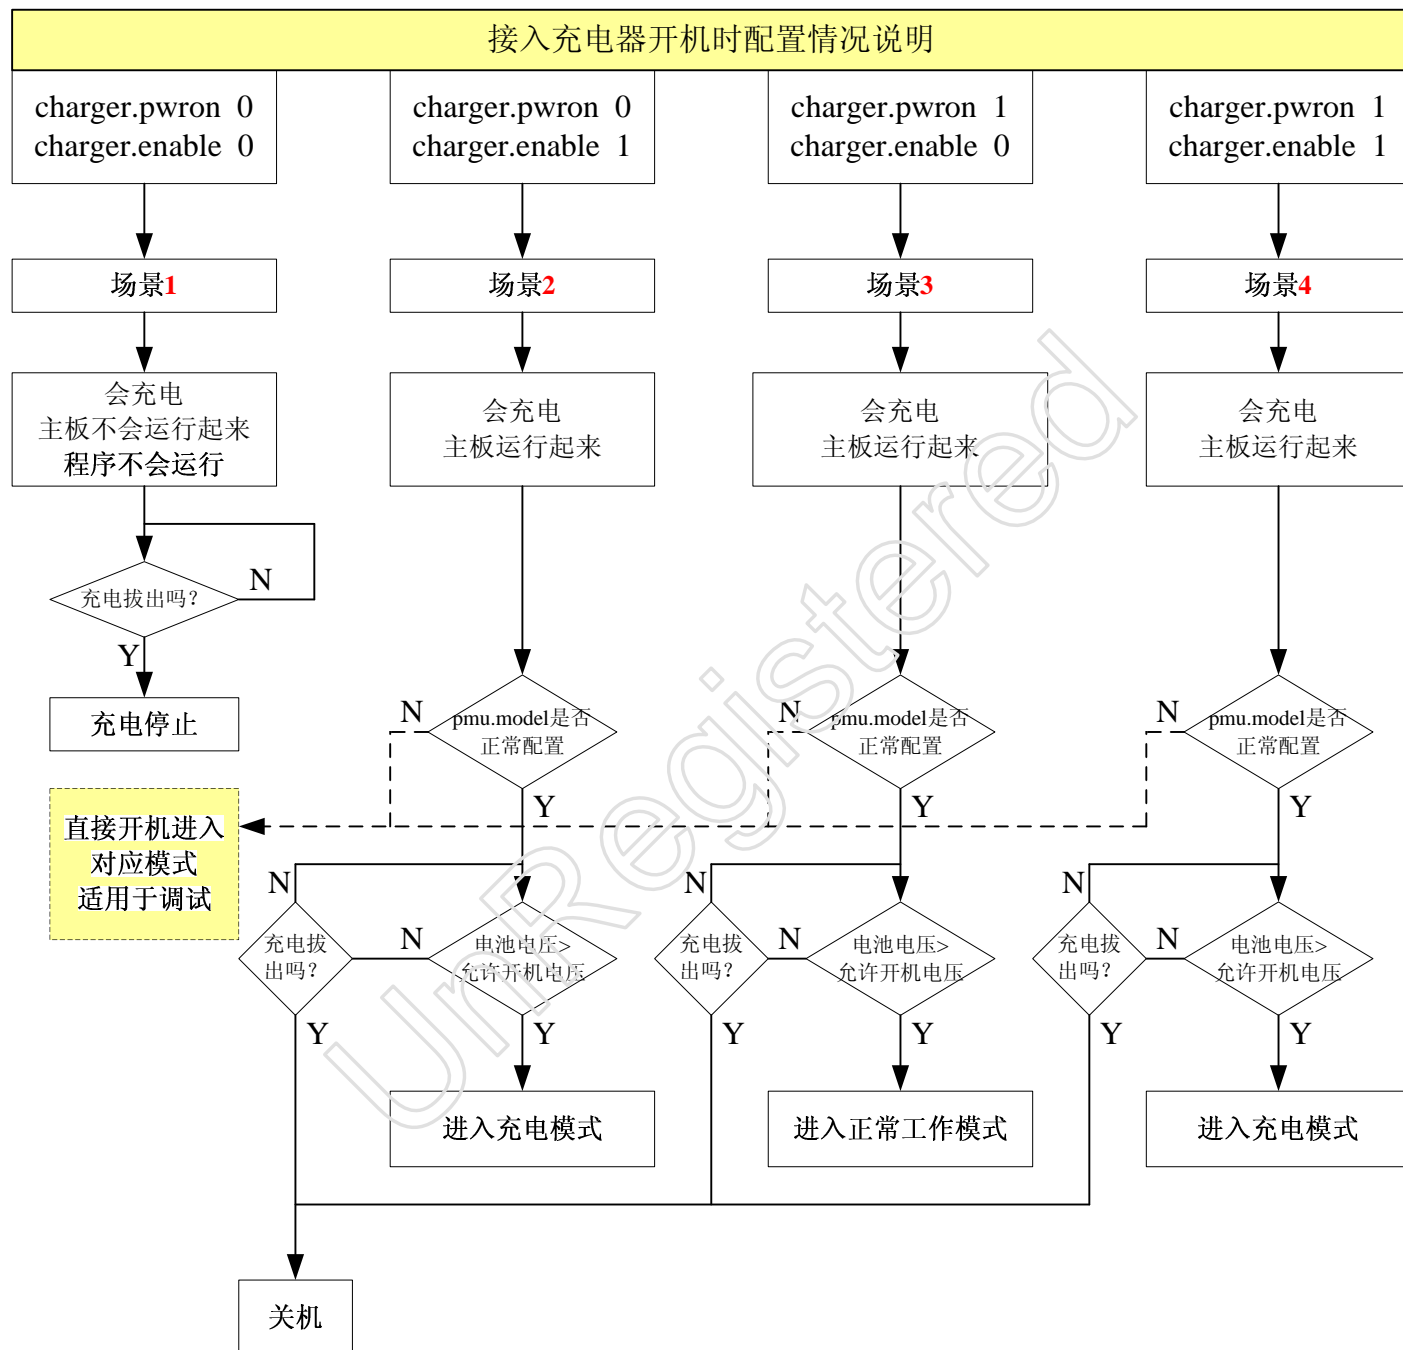 接入充电器开机时配置情况说明
charger.pwron 0
charger.enable 0
charger.pwron 0
charger.enable 1
charger.pwron 1
charger.enable 0
charger.pwron 1
charger.enable 1
场景1
场景2
场景3
场景4
会充电
主板不会运行起来
程序不会运行
会充电
主板运行起来
会充电
主板运行起来
会充电
主板运行起来
充电拔出吗?
N
Y
充电停止
N
pmu.model是否
正常配置
Y
N
pmu.model是否
正常配置
Y
N
pmu.model是否
正常配置
Y
直接开机进入
对应模式
适用于调试
N
充电拔
出吗?
N
电池电压>
允许开机电压
Y
Y
N
充电拔
出吗?
N
电池电压>
允许开机电压
Y
Y
N
充电拔
出吗?
N
电池电压>
允许开机电压
Y
Y
进入充电模式
进入正常工作模式
进入充电模式
关机
UnRegistered